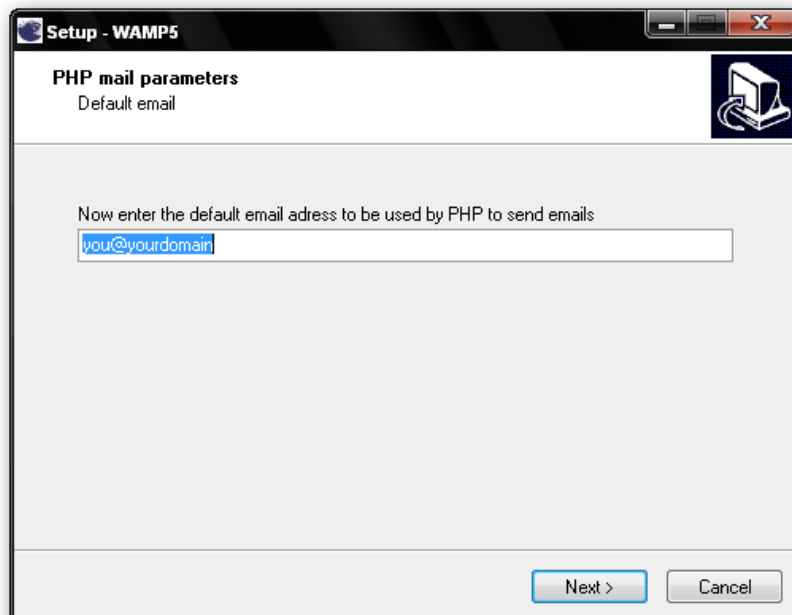 Setup - WAMP5
PHP mail parameters
Default email
Now enter the default email adress to be used by PHP to send emails
you@yourdomain
Next >
Cancel